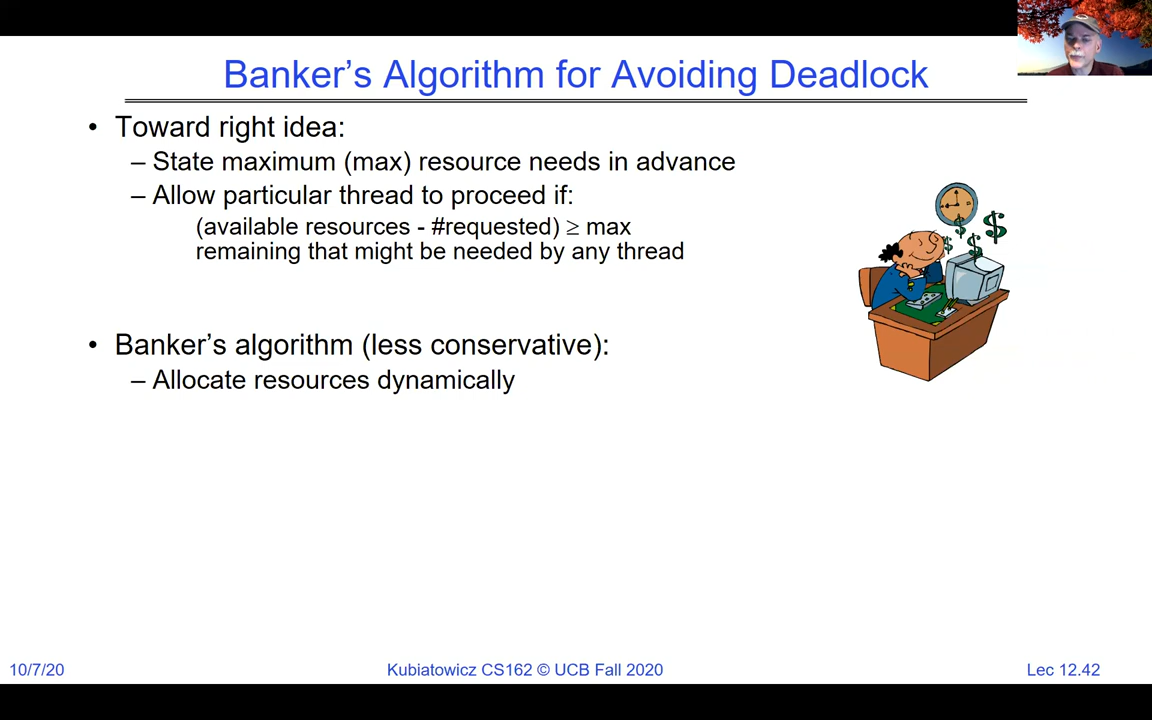 Banker's Algorithm for Avoiding Deadlock
• Toward right idea:
– State maximum (max) resource needs in advance
– Allow particular thread to proceed if:
(available resources - #requested) ≥ max
remaining that might be needed by any thread
• Banker's algorithm (less conservative):
– Allocate resources dynamically
10/7/20
Kubiatowicz CS162 © UCB Fall 2020
Lec 12.42